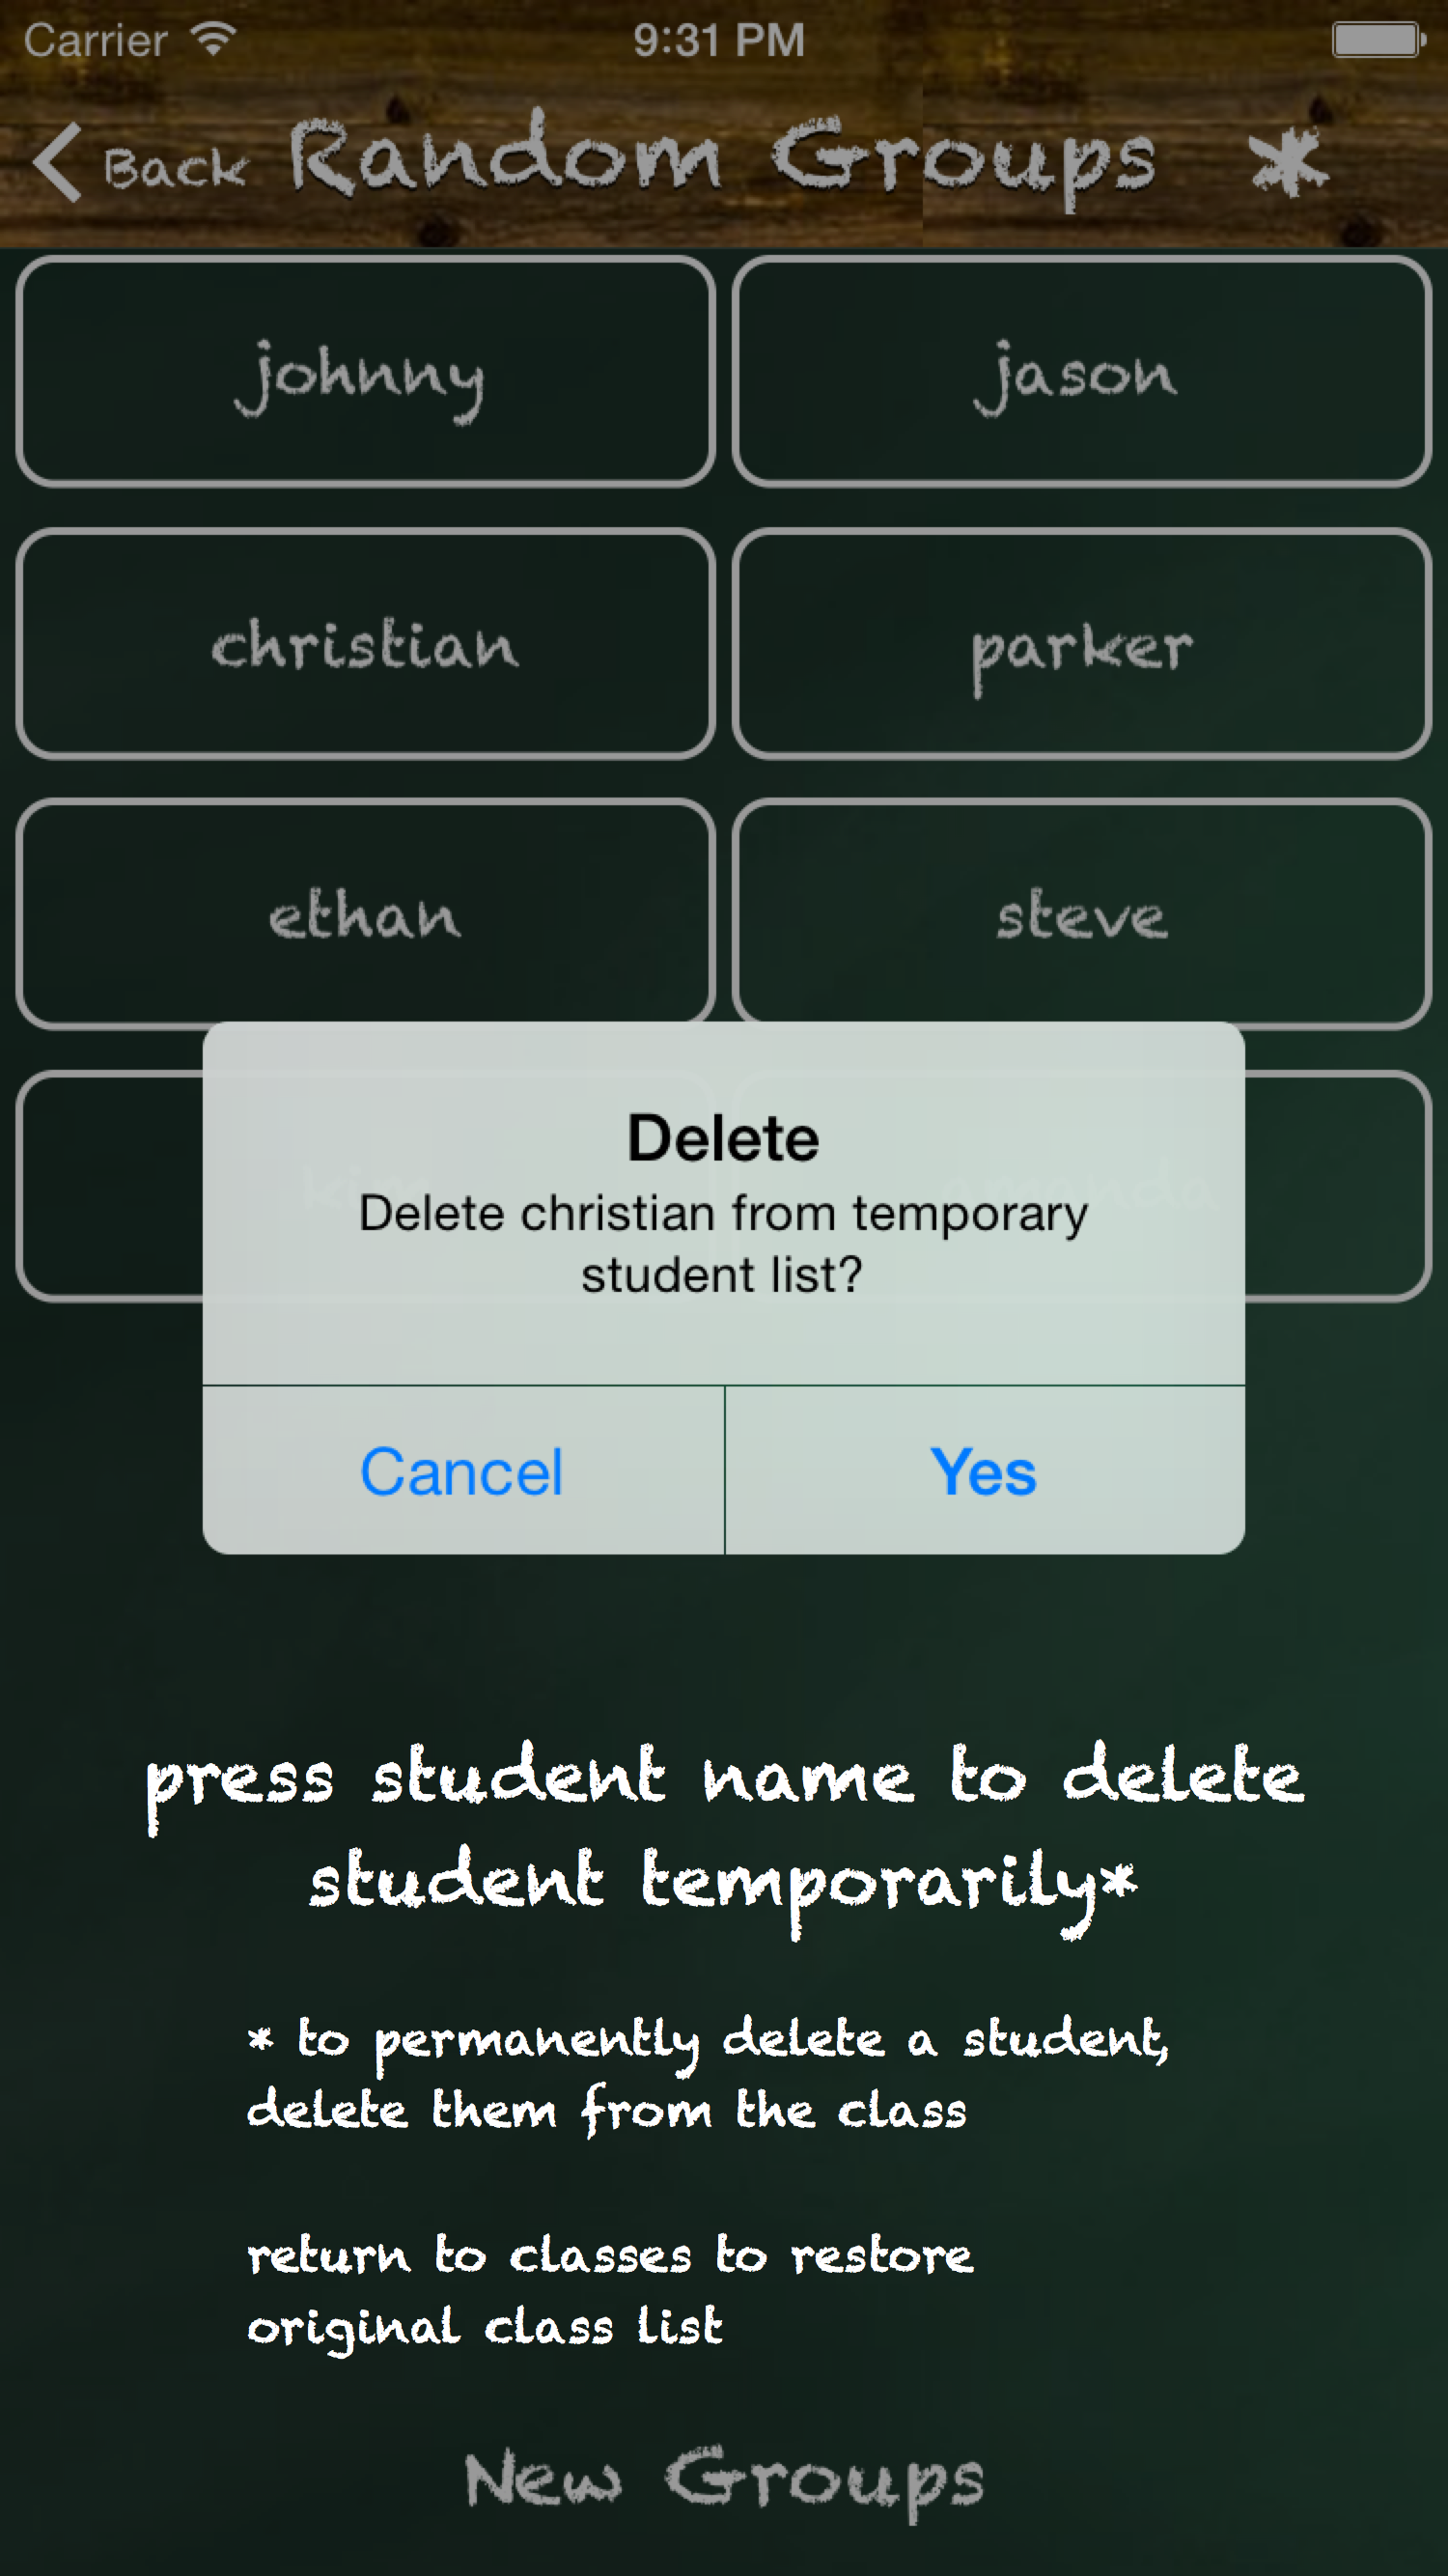 Carrier 9:31 PM
Back Random Groups *
johnny jason
christian parker
ethan steve
Delete
Delete christian from temporary
student list?
Cancel Yes
press student name to delete
student temporarily*
* to permanently delete a student,
delete them from the class
return to classes to restore
original class list
New Groups